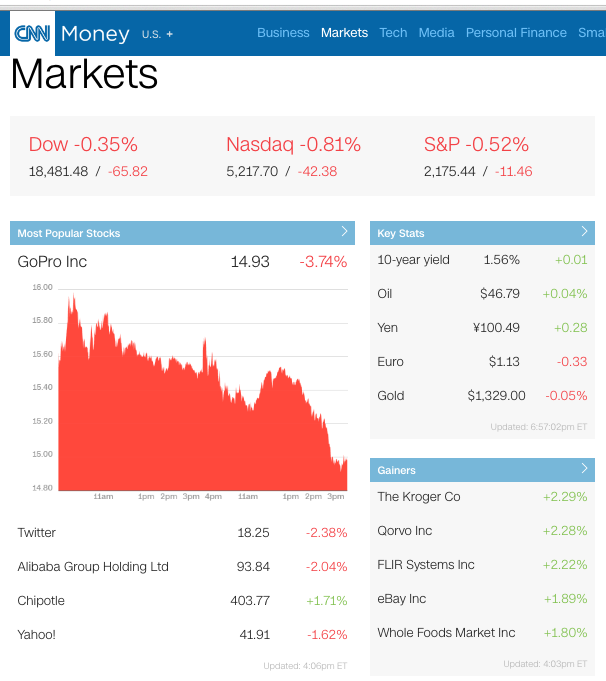 CNN Money U.S. + Business Markets Tech Media Personal Finance Sma
Markets
Dow -0.35% Nasdaq -0.81% S&P -0.52%
18,481.48 / -65.82 5,217.70 / -42.38 2,175.44 / -11.46
Most Popular Stocks
GoPro Inc 14.93 -3.74%
16.00
15.80
15.60
15.40
15.20
15.00
14.80
11am 1pm 2pm 3pm 4pm 11am 1pm 2pm 3pm
Twitter 18.25 -2.38%
Alibaba Group Holding Ltd 93.84 -2.04%
Chipotle 403.77 +1.71%
Yahoo! 41.91 -1.62%
Updated: 4:06pm ET
Key Stats
10-year yield 1.56% +0.01
Oil $46.79 +0.04%
Yen ¥100.49 +0.28
Euro $1.13 -0.33
Gold $1,329.00 -0.05%
Updated: 6:57:02pm ET
Gainers
The Kroger Co +2.29%
Qorvo Inc +2.28%
FLIR Systems Inc +2.22%
eBay Inc +1.89%
Whole Foods Market Inc +1.80%
Updated: 4:03pm ET